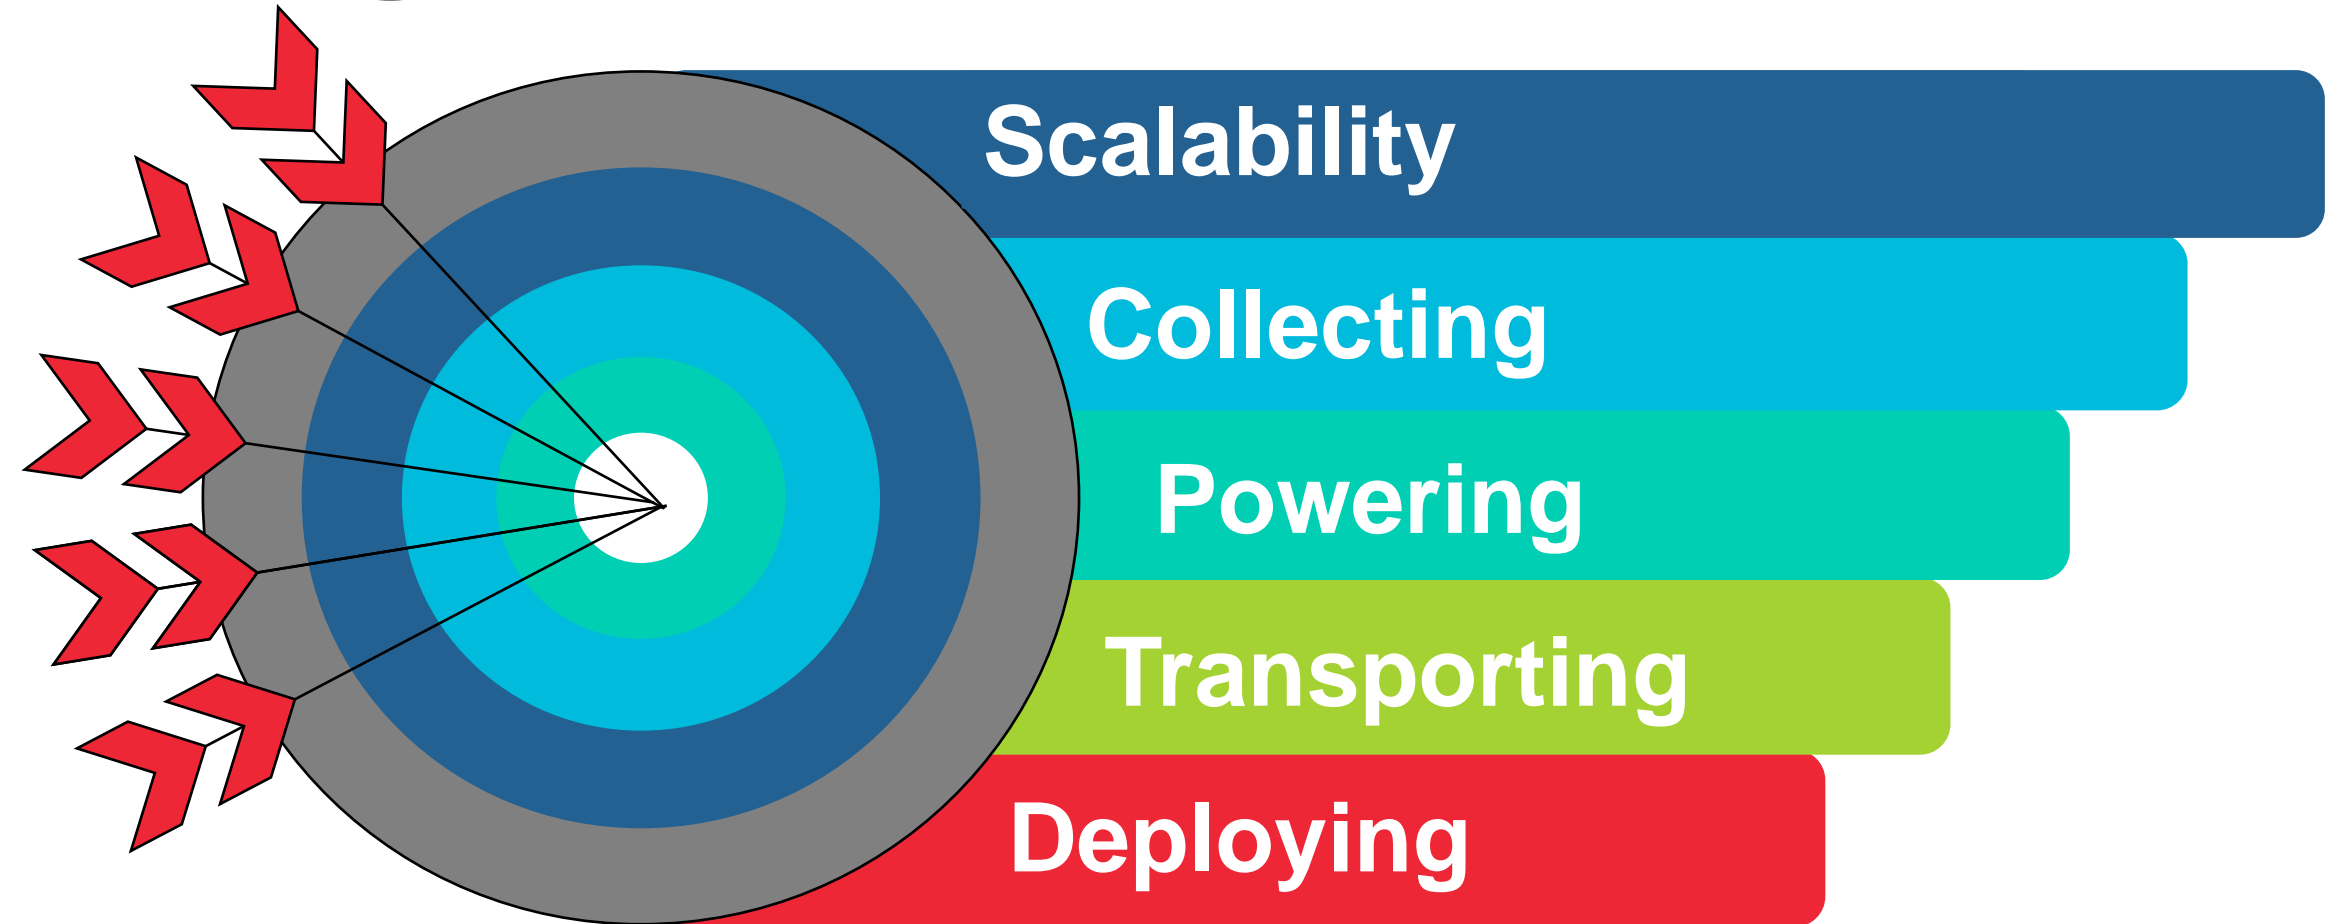 Scalability
Collecting
Powering
Transporting
Deploying